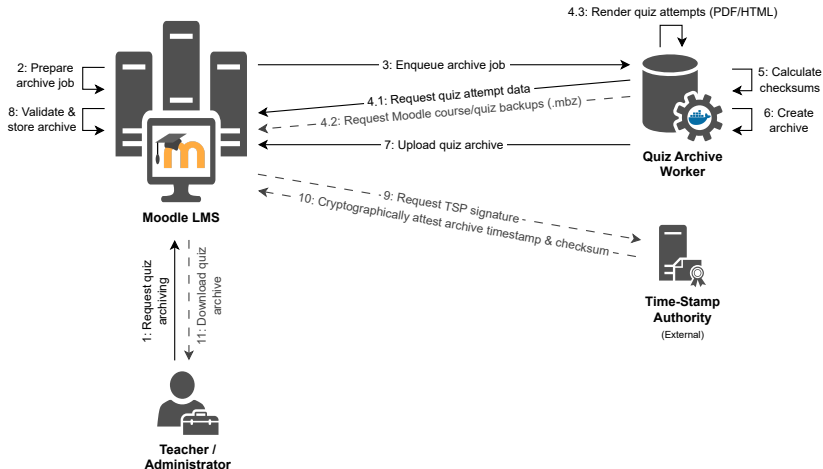 4.3: Render quiz attempts (PDF/HTML)
2: Prepare
archive job
3: Enqueue archive job
5: Calculate
checksums
4.1: Request quiz attempt data
4.2: Request Moodle course/quiz backups (.mbz)
8: Validate &
store archive
6: Create
archive
7: Upload quiz archive
m
Quiz Archive
Worker
Moodle LMS
9: Request TSP signature
10: Cryptographically attest archive timestamp & checksum
1: Request quiz
archiving
11: Download quiz
archive
Time-Stamp
Authority
(External)
Teacher /
Administrator